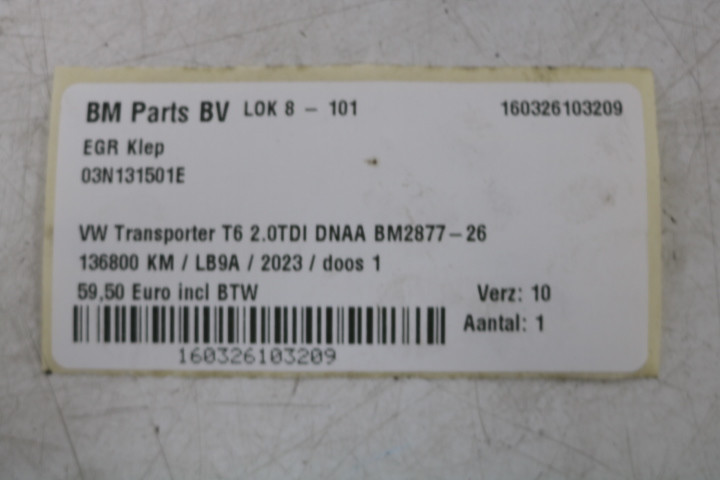 BM Parts BV LOK 8 - 101 160326103209
EGR Klep
03N131501E
VW Transporter T6 2.0TDI DNAA BM2877-26
136800 KM / LB9A / 2023 / doos 1
59,50 Euro incl BTW Verz: 10
Aantal: 1
160326103209